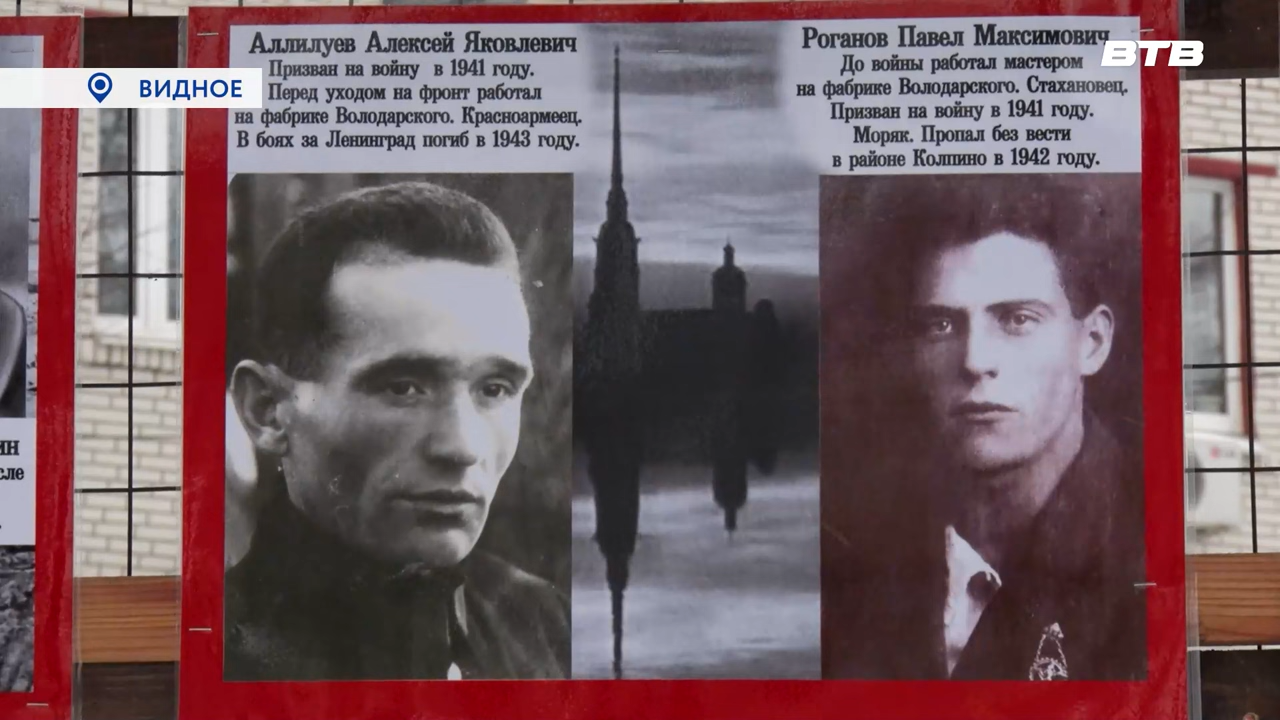 ВИДНОЕ
ВТВ
Аллилуев Алексей Яковлевич
Призван на войну в 1941 году.
Перед уходом на фронт работал
на фабрике Володарского. Красноармеец.
В боях за Ленинград погиб в 1943 году.
Роганов Павел Максимович
До войны работал мастером
на фабрике Володарского. Стахановец.
Призван на войну в 1941 году.
Моряк. Пропал без вести
в районе Колпино в 1942 году.
ин
сле